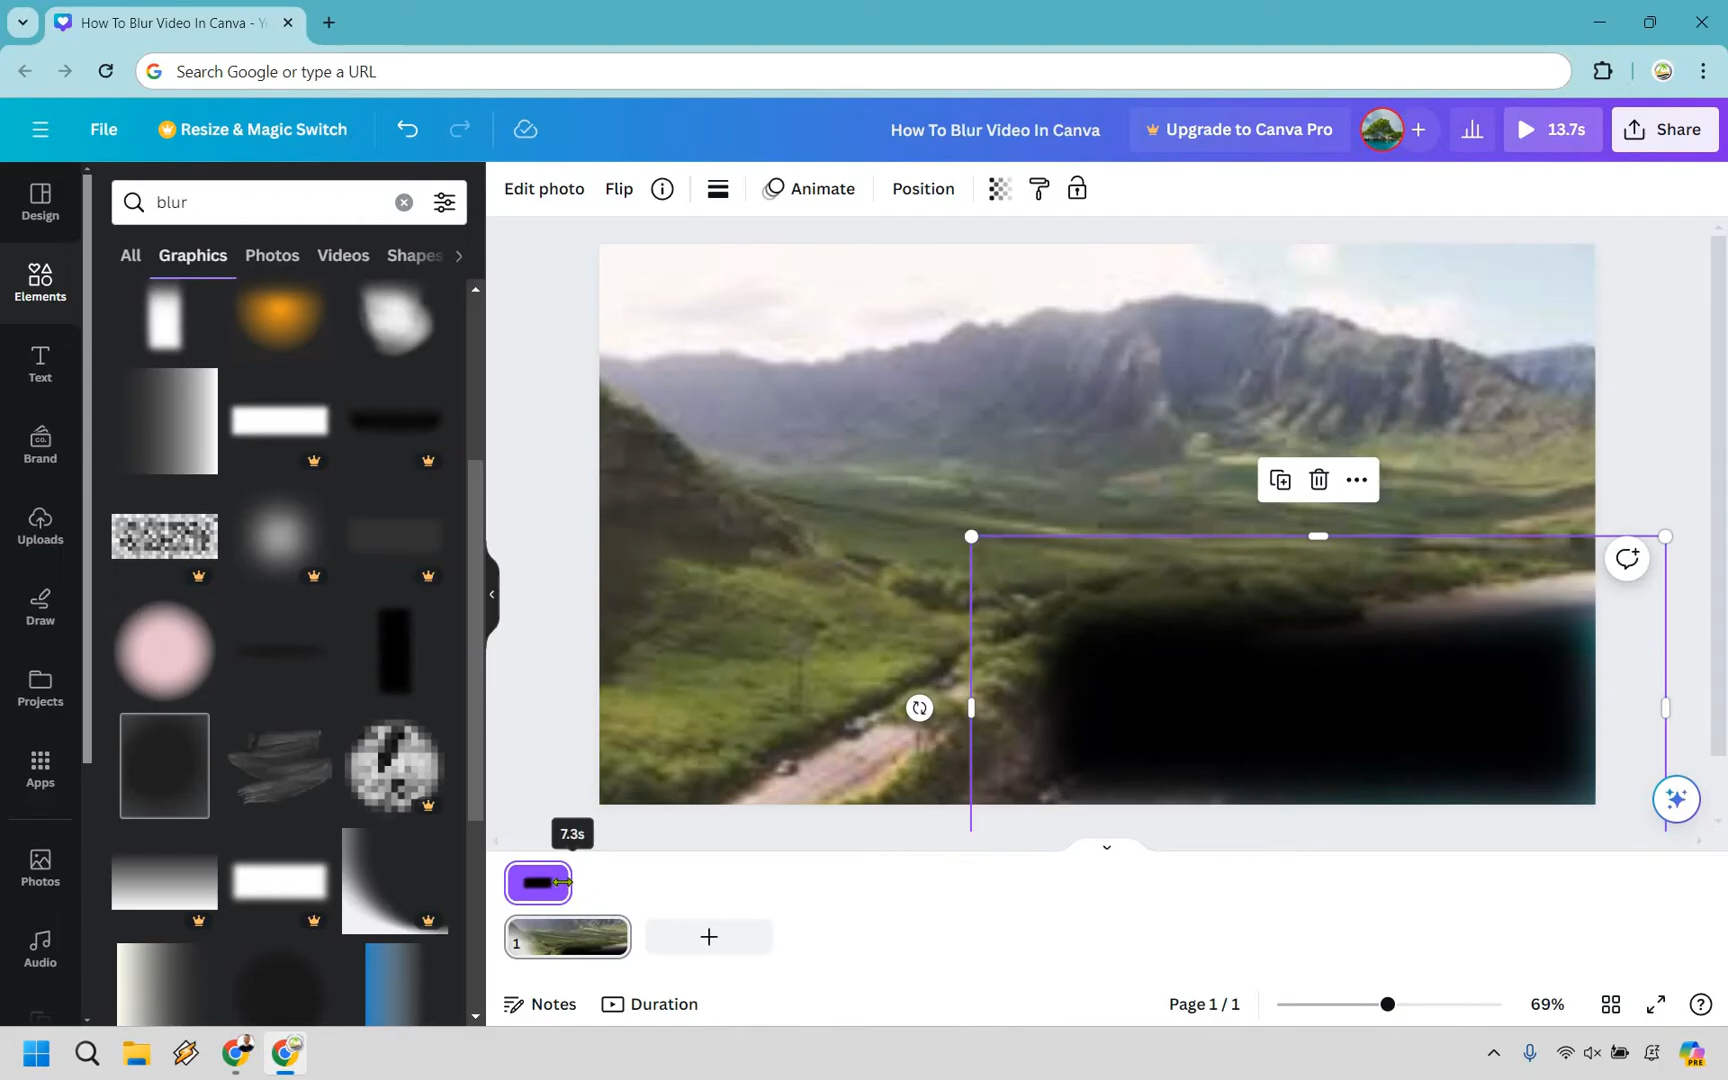 How To Blur Video In Canva - Y
Search Google or type a URL
File
Resize & Magic Switch
How To Blur Video In Canva
Upgrade to Canva Pro
13.7s
Share
Design
Elements
Text
Brand
Uploads
Draw
Projects
Apps
Photos
Audio
blur
All
Graphics
Photos
Videos
Shapes
Edit photo
Flip
Animate
Position
7.3s
1
Notes
Duration
Page 1 / 1
69%
PRE